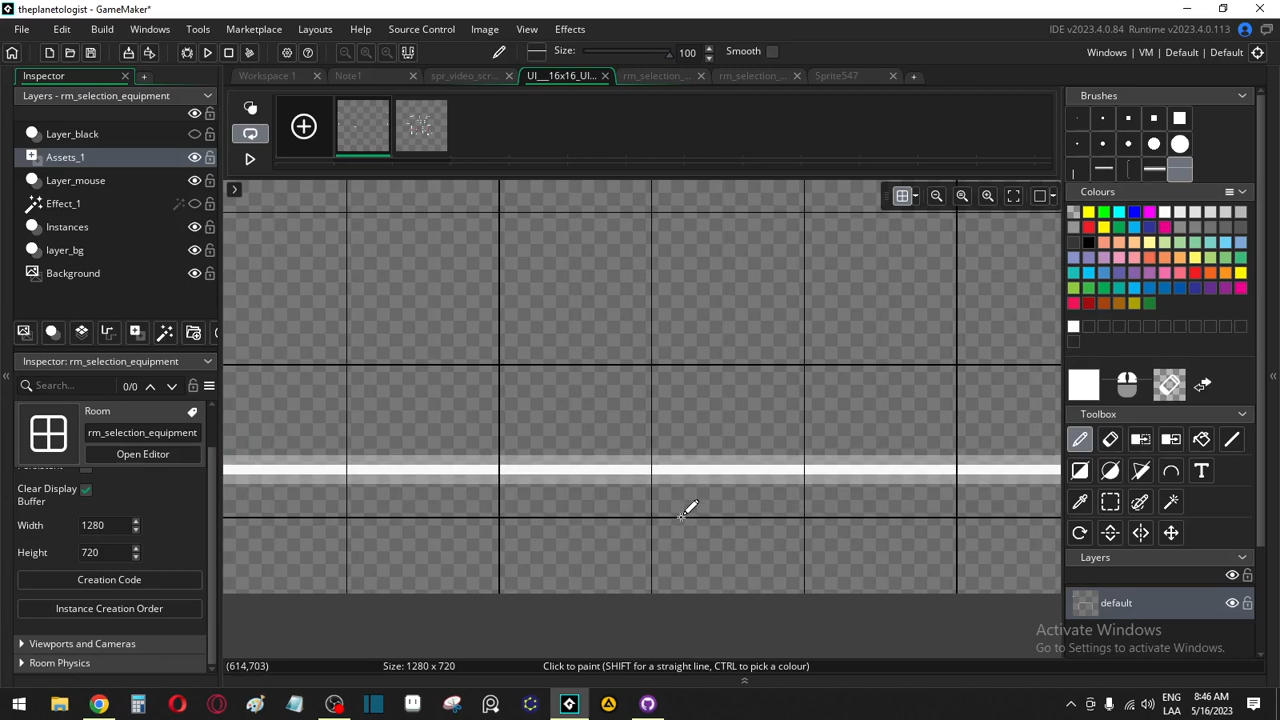 theplanetologist - GameMaker*
File Edit Build Windows Tools Marketplace Layouts Help Source Control Image View Effects
IDE v2023.4.0.84 Runtime v2023.4.0.113
Size: 100 Smooth
Windows | VM | Default | Default
Inspector
Workspace 1 Note1 spr_video_scr... UI__16x16_UI... rm_selection_... rm_selection_... Sprite547
Layers - rm_selection_equipment
Layer_black
Assets_1
Layer_mouse
Effect_1
Instances
layer_bg
Background
Inspector: rm_selection_equipment
Search... 0/0
Room
rm_selection_equipment
Open Editor
Persistent
Clear Display
Buffer
Width 1280
Height 720
Creation Code
Instance Creation Order
Viewports and Cameras
Room Physics
Brushes
Colours
Toolbox
T
Layers
default
Activate Windows
Go to Settings to activate Windows.
(614,703) Size: 1280 x 720 Click to paint (SHIFT for a straight line, CTRL to pick a colour)
ENG
LAA
8:46 AM
5/16/2023